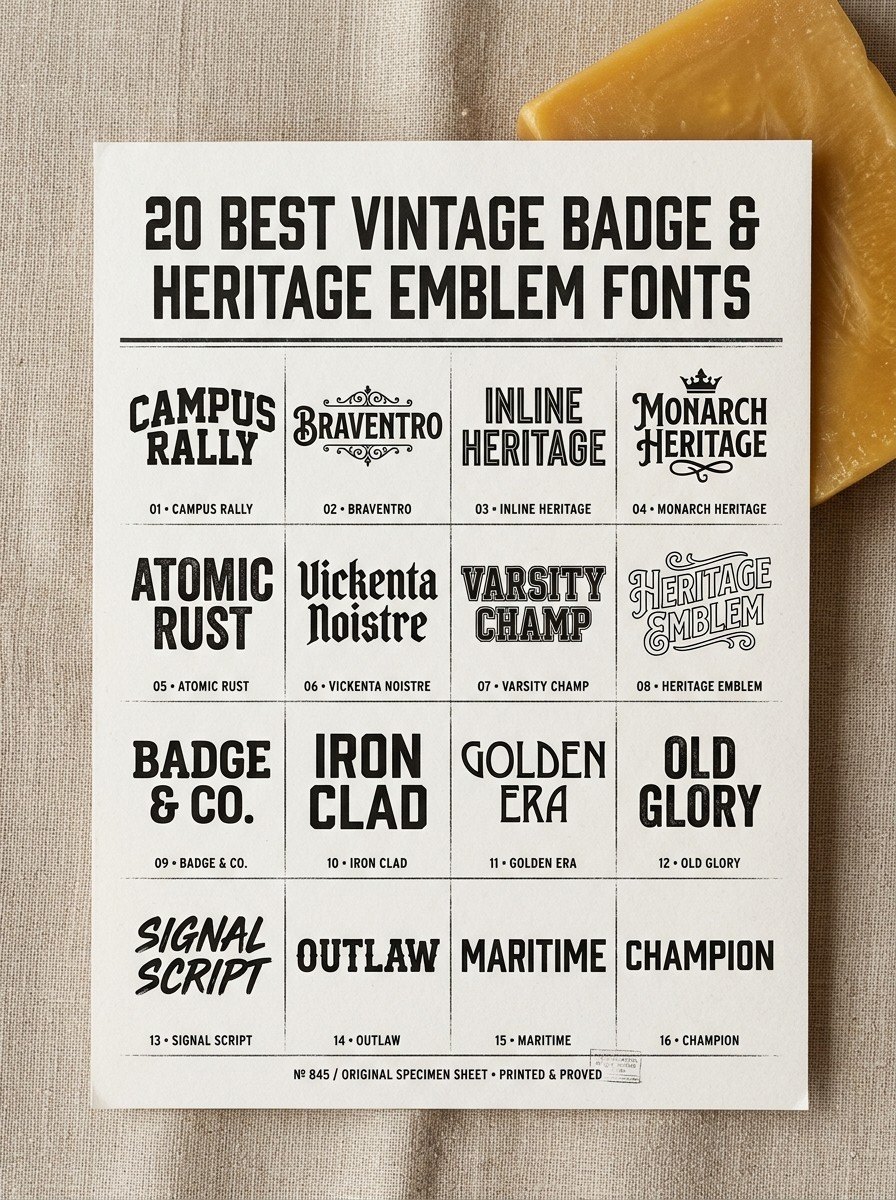 20 BEST VINTAGE BADGE &
HERITAGE EMBLEM FONTS
CAMPUS
RALLY
01 • CAMPUS RALLY
BRAVENTRO
02 • BRAVENTRO
INLINE
HERITAGE
03 • INLINE HERITAGE
MONARCH
HERITAGE
04 • MONARCH HERITAGE
ATOMIC
RUST
05 • ATOMIC RUST
Vickenta
Noistre
06 • VICKENTA NOISTRE
VARSITY
CHAMP
07 • VARSITY CHAMP
HERITAGE
EMBLEM
08 • HERITAGE EMBLEM
BADGE
& CO.
09 • BADGE & CO.
IRON
CLAD
10 • IRON CLAD
GOLDEN
ERA
11 • GOLDEN ERA
OLD
GLORY
12 • OLD GLORY
SIGNAL
SCRIPT
13 • SIGNAL SCRIPT
OUTLAW
14 • OUTLAW
MARITIME
15 • MARITIME
CHAMPION
16 • CHAMPION
№ 845 / ORIGINAL SPECIMEN SHEET • PRINTED & PROVED